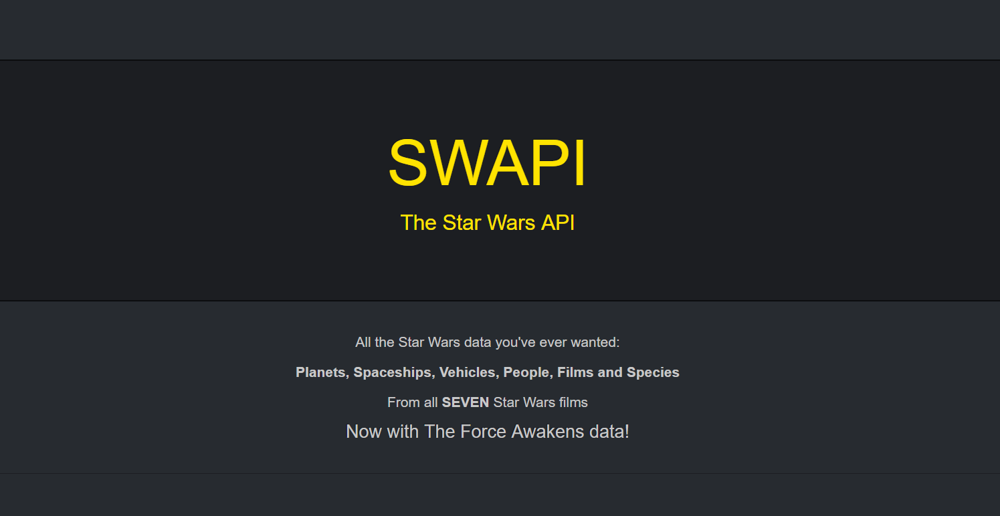 SWAPI
The Star Wars API
All the Star Wars data you've ever wanted:
Planets, Spaceships, Vehicles, People, Films and Species
From all SEVEN Star Wars films
Now with The Force Awakens data!